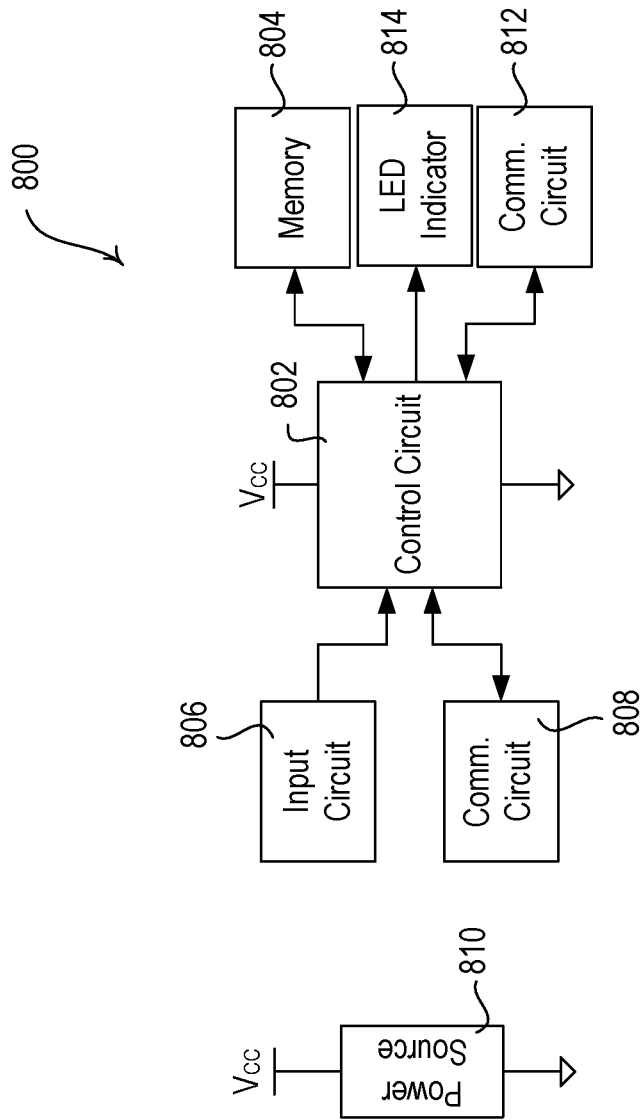 800
804
Memory
814
LED
Indicator
812
Comm.
Circuit
802
Vcc
Control Circuit
806
Input
Circuit
808
Comm.
Circuit
Vcc
810
Power
Source